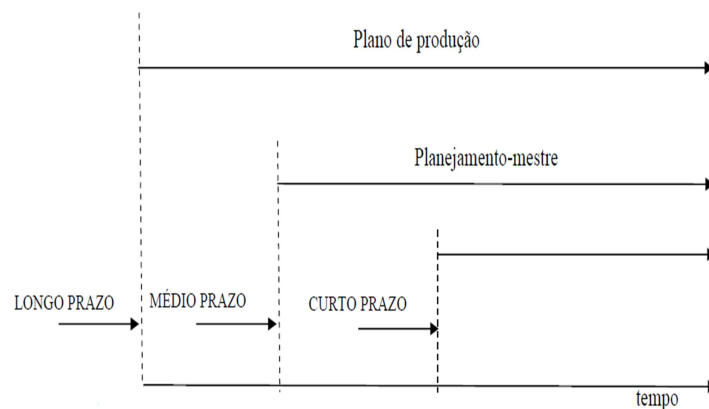 Plano de produção
Planejamento-mestre
LONGO PRAZO
MÉDIO PRAZO
CURTO PRAZO
tempo